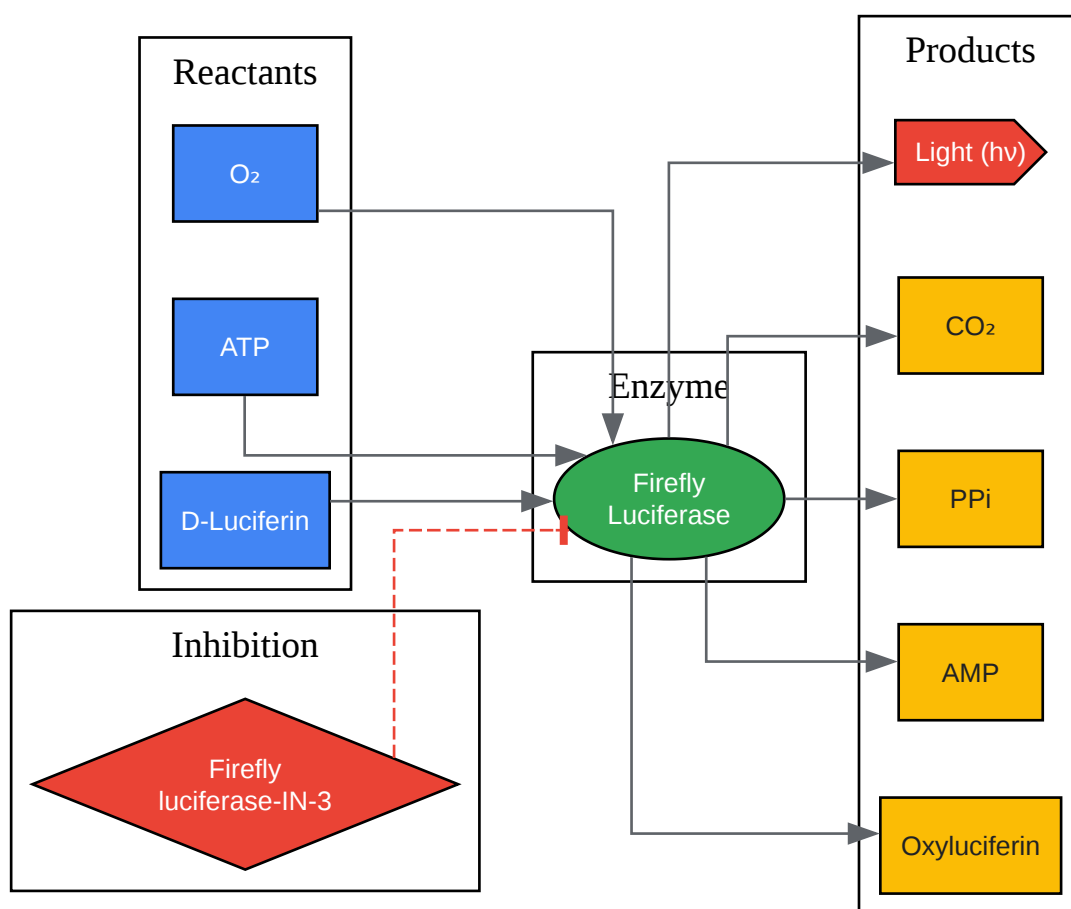 Reactants
O₂
ATP
D-Luciferin
Inhibition
Firefly
luciferase-IN-3
Enzyme
Firefly
Luciferase
Products
Light (hν)
CO₂
PPi
AMP
Oxyluciferin